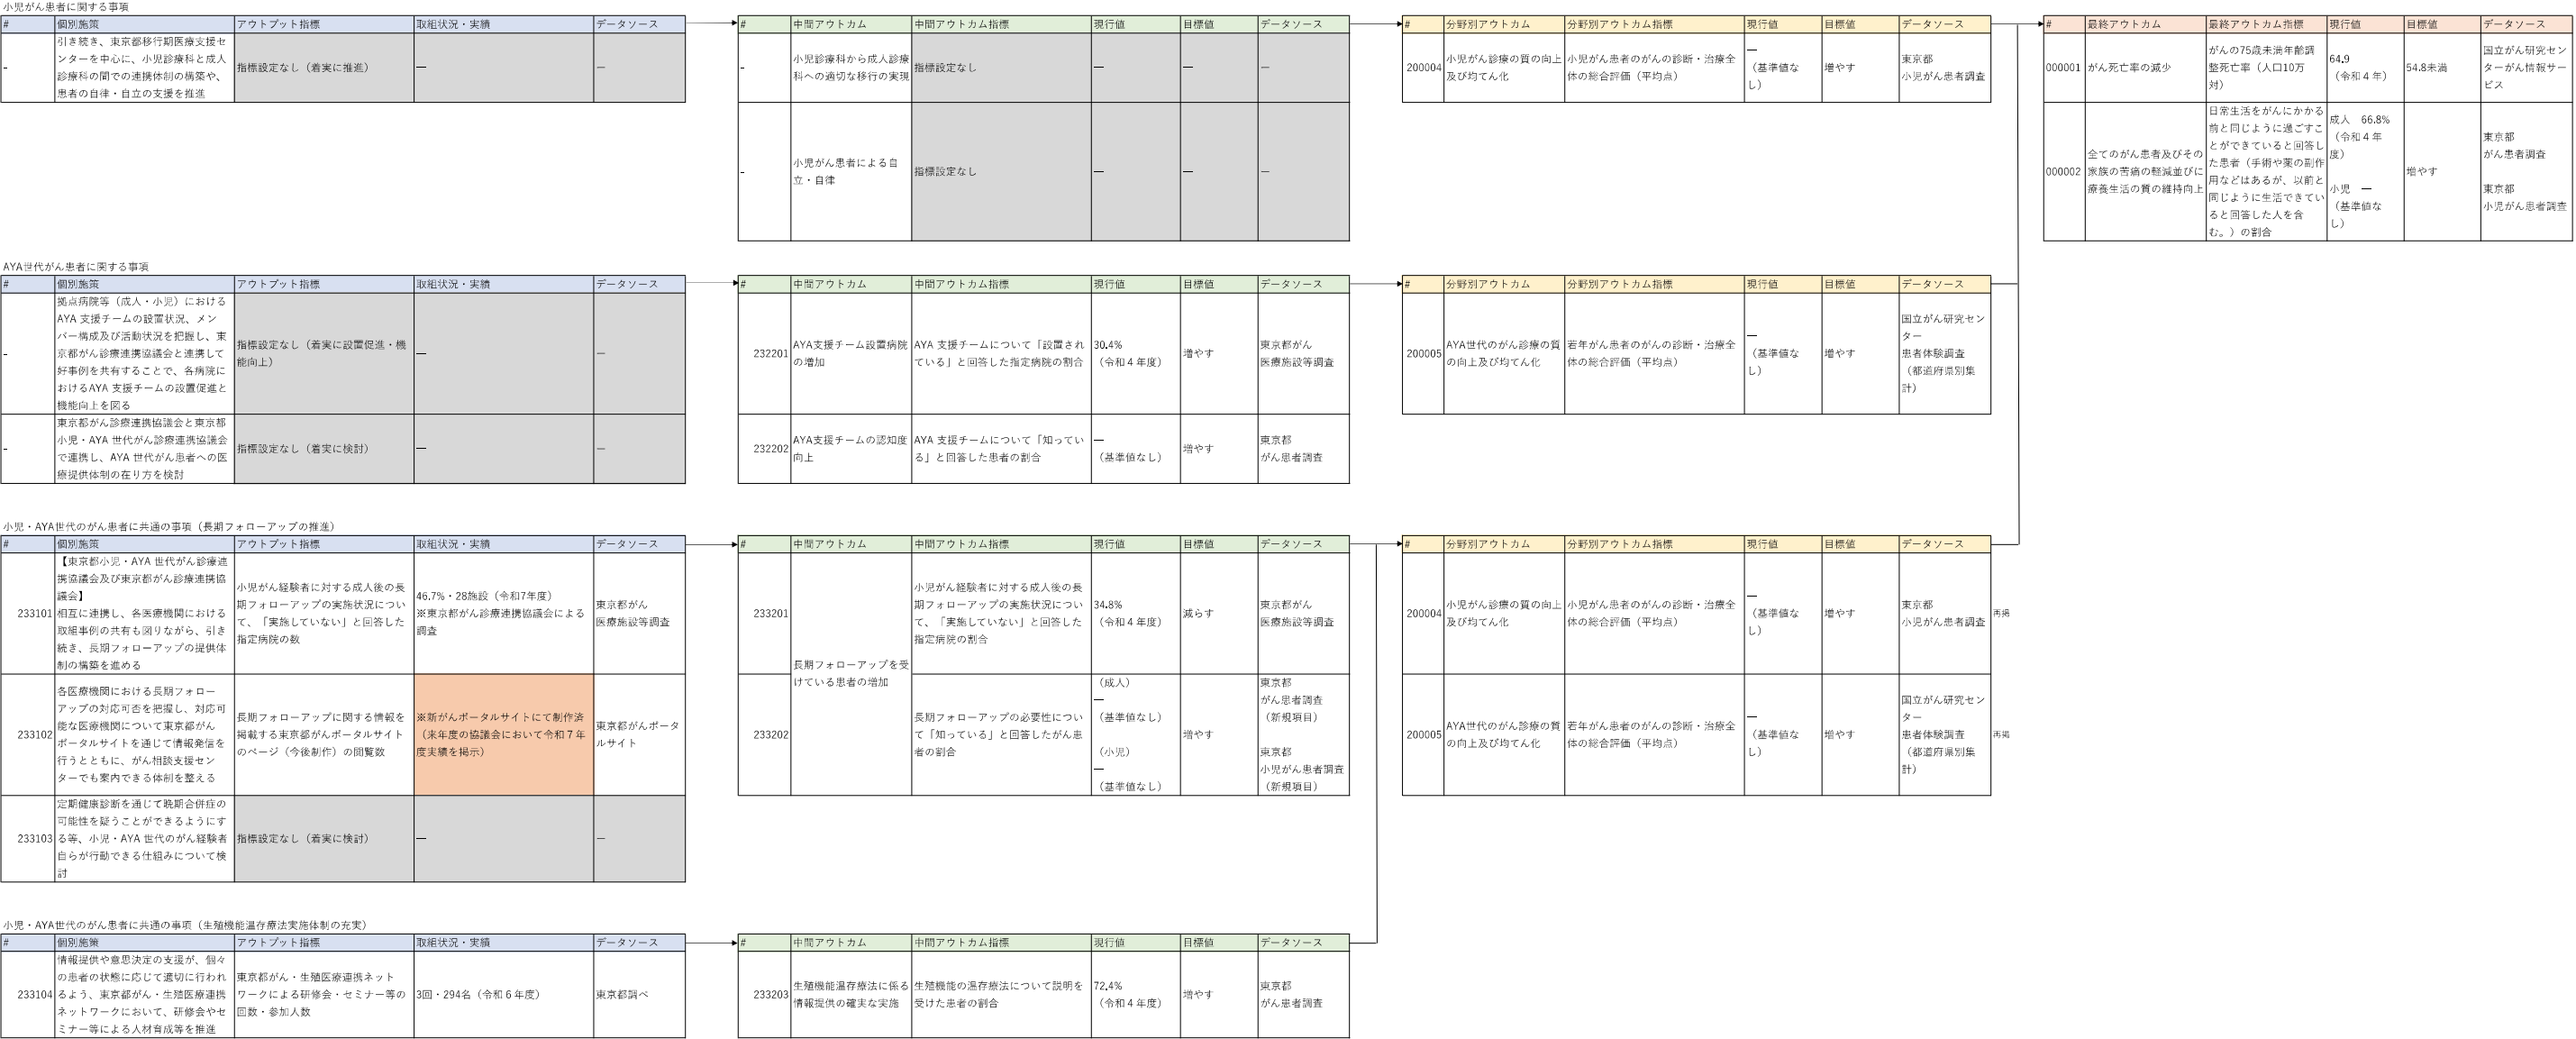 小児がん患者に関する事項
# 個別施策 アウトプット指標 取組状況・実績 データソース
-
引き続き、東京都移行期医療支援セ
ンターを中心に、小児診療科と成人
診療科の間での連携体制の構築や、
患者の自律・自立の支援を推進
指標設定なし（着実に推進）
―
―
# 中間アウトカム 中間アウトカム指標 現行値 目標値 データソース
-
小児診療科から成人診療
科への適切な移行の実現
指標設定なし
―
―
―
-
小児がん患者による自
立・自律
指標設定なし
―
―
―
# 分野別アウトカム 分野別アウトカム指標 現行値 目標値 データソース
200004
小児がん診療の質の向上
及び均てん化
小児がん患者のがんの診断・治療全
体の総合評価（平均点）
―
（基準値な
し）
増やす
東京都
小児がん患者調査
# 最終アウトカム 最終アウトカム指標 現行値 目標値 データソース
000001
がん死亡率の減少
がんの75歳未満年齢調
整死亡率（人口10万
対）
64.9
（令和４年）
54.8未満
国立がん研究セン
ターがん情報サー
ビス
000002
全てのがん患者及びその
家族の苦痛の軽減並びに
療養生活の質の維持向上
日常生活をがんにかかる
前と同じように過ごすこ
とができていると回答し
た患者（手術や薬の副作
用などはあるが、以前と
同じように生活できてい
ると回答した人を含
む。）の割合
成人　66.8%
（令和４年
度）
小児　―
（基準値な
し）
増やす
東京都
がん患者調査
東京都
小児がん患者調査
AYA世代がん患者に関する事項
# 個別施策 アウトプット指標 取組状況・実績 データソース
-
拠点病院等（成人・小児）における
AYA 支援チームの設置状況、メン
バー構成及び活動状況を把握し、東
京都がん診療連携協議会と連携して
好事例を共有することで、各病院に
おけるAYA 支援チームの設置促進と
機能向上を図る
指標設定なし（着実に設置促進・機
能向上）
―
―
-
東京都がん診療連携協議会と東京都
小児・AYA 世代がん診療連携協議会
で連携し、AYA 世代がん患者への医
療提供体制の在り方を検討
指標設定なし（着実に検討）
―
―
# 中間アウトカム 中間アウトカム指標 現行値 目標値 データソース
232201
AYA支援チーム設置病院
の増加
AYA 支援チームについて「設置され
ている」と回答した指定病院の割合
30.4%
（令和４年度）
増やす
東京都がん
医療施設等調査
232202
AYA支援チームの認知度
向上
AYA 支援チームについて「知ってい
る」と回答した患者の割合
―
（基準値なし）
増やす
東京都
がん患者調査
# 分野別アウトカム 分野別アウトカム指標 現行値 目標値 データソース
200005
AYA世代のがん診療の質
の向上及び均てん化
若年がん患者のがんの診断・治療全
体の総合評価（平均点）
―
（基準値な
し）
増やす
国立がん研究セン
ター
患者体験調査
（都道府県別集
計）
小児・AYA世代のがん患者に共通の事項（長期フォローアップの推進）
# 個別施策 アウトプット指標 取組状況・実績 データソース
233101
【東京都小児・AYA 世代がん診療連
携協議会及び東京都がん診療連携協
議会】
相互に連携し、各医療機関における
取組事例の共有も図りながら、引き
続き、長期フォローアップの提供体
制の構築を進める
小児がん経験者に対する成人後の長
期フォローアップの実施状況につい
て、「実施していない」と回答した
指定病院の数
46.7%・28施設（令和7年度）
※東京都がん診療連携協議会による
調査
東京都がん
医療施設等調査
233102
各医療機関における長期フォロー
アップの対応可否を把握し、対応可
能な医療機関について東京都がん
ポータルサイトを通じて情報発信を
行うとともに、がん相談支援セン
ターでも案内できる体制を整える
長期フォローアップに関する情報を
掲載する東京都がんポータルサイト
のページ（今後制作）の閲覧数
※新がんポータルサイトにて制作済
（来年度の協議会において令和７年
度実績を掲示）
東京都がんポータ
ルサイト
233103
定期健康診断を通じて晩期合併症の
可能性を疑うことができるようにす
る等、小児・AYA 世代のがん経験者
自らが行動できる仕組みについて検
討
指標設定なし（着実に検討）
―
―
# 中間アウトカム 中間アウトカム指標 現行値 目標値 データソース
233201
長期フォローアップを受
けている患者の増加
小児がん経験者に対する成人後の長
期フォローアップの実施状況につい
て、「実施していない」と回答した
指定病院の割合
34.8%
（令和４年度）
減らす
東京都がん
医療施設等調査
233202
長期フォローアップの必要性につい
て「知っている」と回答したがん患
者の割合
（成人）
―
（基準値なし）
（小児）
―
（基準値なし）
増やす
東京都
がん患者調査
（新規項目）
東京都
小児がん患者調査
（新規項目）
# 分野別アウトカム 分野別アウトカム指標 現行値 目標値 データソース
200004
小児がん診療の質の向上
及び均てん化
小児がん患者のがんの診断・治療全
体の総合評価（平均点）
―
（基準値な
し）
増やす
東京都
小児がん患者調査
再掲
200005
AYA世代のがん診療の質
の向上及び均てん化
若年がん患者のがんの診断・治療全
体の総合評価（平均点）
―
（基準値な
し）
増やす
国立がん研究セン
ター
患者体験調査
（都道府県別集
計）
再掲
小児・AYA世代のがん患者に共通の事項（生殖機能温存療法実施体制の充実）
# 個別施策 アウトプット指標 取組状況・実績 データソース
233104
情報提供や意思決定の支援が、個々
の患者の状態に応じて適切に行われ
るよう、東京都がん・生殖医療連携
ネットワークにおいて、研修会やセ
ミナー等による人材育成等を推進
東京都がん・生殖医療連携ネット
ワークによる研修会・セミナー等の
回数・参加人数
3回・294名（令和６年度）
東京都調べ
# 中間アウトカム 中間アウトカム指標 現行値 目標値 データソース
233203
生殖機能温存療法に係る
情報提供の確実な実施
生殖機能の温存療法について説明を
受けた患者の割合
72.4%
（令和４年度）
増やす
東京都
がん患者調査